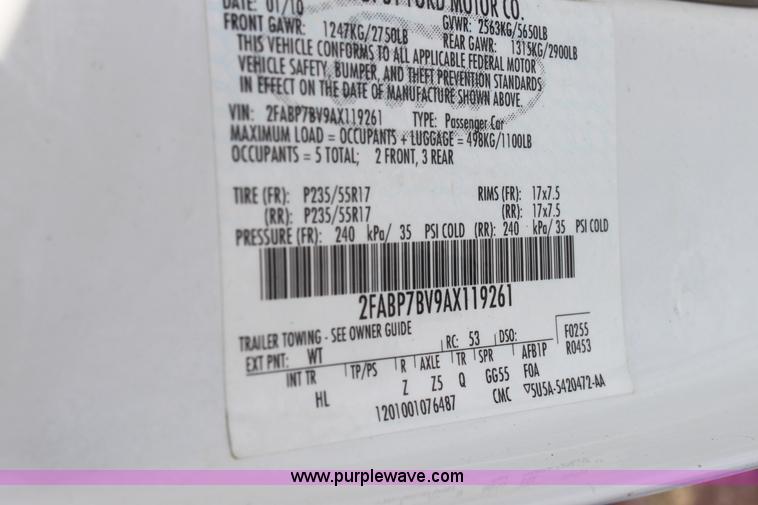 DATE: 01/10
FORD MOTOR CO.
FRONT GAWR: 1247KG/2750LB
GVWR: 2563KG/5650LB
REAR GAWR: 1315KG/2900LB
THIS VEHICLE CONFORMS TO ALL APPLICABLE FEDERAL MOTOR
VEHICLE SAFETY, BUMPER, AND THEFT PREVENTION STANDARDS
IN EFFECT ON THE DATE OF MANUFACTURE SHOWN ABOVE.
VIN: 2FABP7BV9AX119261 TYPE: Passenger Car
MAXIMUM LOAD = OCCUPANTS + LUGGAGE = 498KG/1100LB
OCCUPANTS = 5 TOTAL; 2 FRONT, 3 REAR
TIRE (FR): P235/55R17 RIMS (FR): 17x7.5
(RR): P235/55R17 (RR): 17x7.5
PRESSURE (FR): 240 kPa/ 35 PSI COLD (RR): 240 kPa/ 35 PSI COLD
2FABP7BV9AX119261
TRAILER TOWING - SEE OWNER GUIDE
EXT PNT: WT RC: 53 DSO: F0255
R0453
INT TR TP/PS R AXLE TR SPR AFB1P
HL Z Z5 Q GG55 FOA
1201001076487 CMC ▽5U5A-5420472-AA
www.purplewave.com